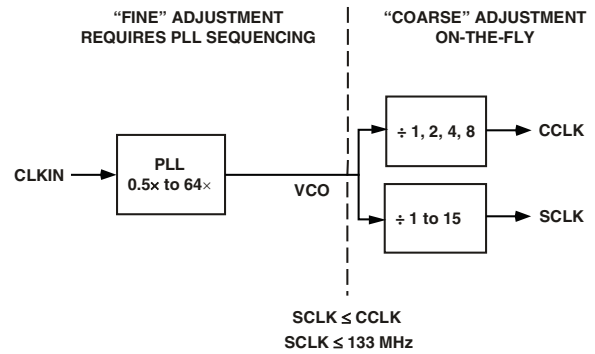 “FINE” ADJUSTMENT
REQUIRES PLL SEQUENCING
“COARSE” ADJUSTMENT
ON-THE-FLY
CLKIN
PLL
0.5× to 64×
VCO
÷ 1, 2, 4, 8
CCLK
÷ 1 to 15
SCLK
SCLK ≤ CCLK
SCLK ≤ 133 MHz